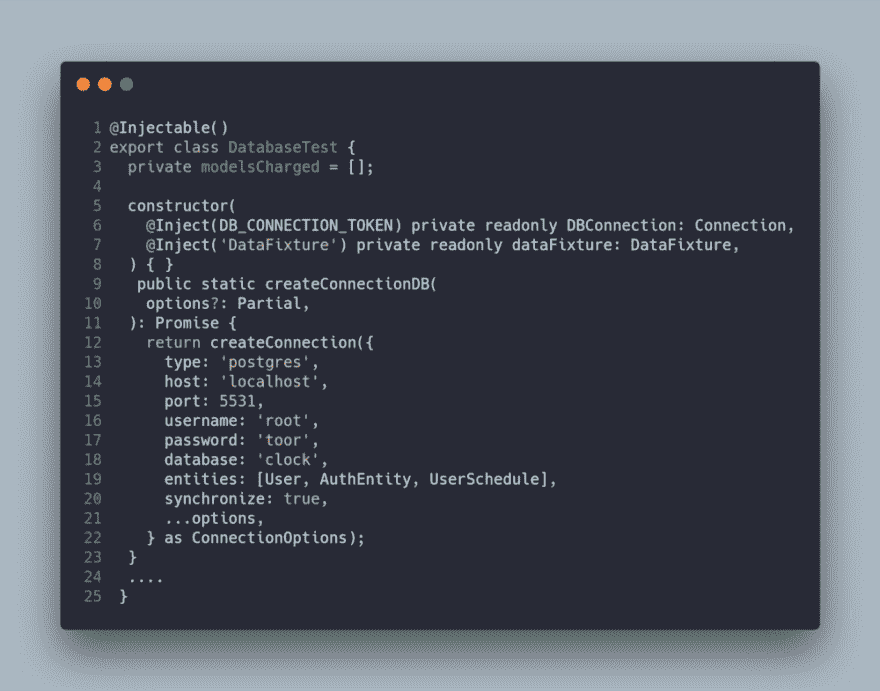 1 @Injectable()
2 export class DatabaseTest {
3   private modelsCharged = [];
4
5   constructor(
6     @Inject(DB_CONNECTION_TOKEN) private readonly DBConnection: Connection,
7     @Inject('DataFixture') private readonly dataFixture: DataFixture,
8   ) { }
9    public static createConnectionDB(
10     options?: Partial,
11   ): Promise {
12     return createConnection({
13       type: 'postgres',
14       host: 'localhost',
15       port: 5531,
16       username: 'root',
17       password: 'toor',
18       database: 'clock',
19       entities: [User, AuthEntity, UserSchedule],
20       synchronize: true,
21       ...options,
22     } as ConnectionOptions);
23   }
24   ....
25  }